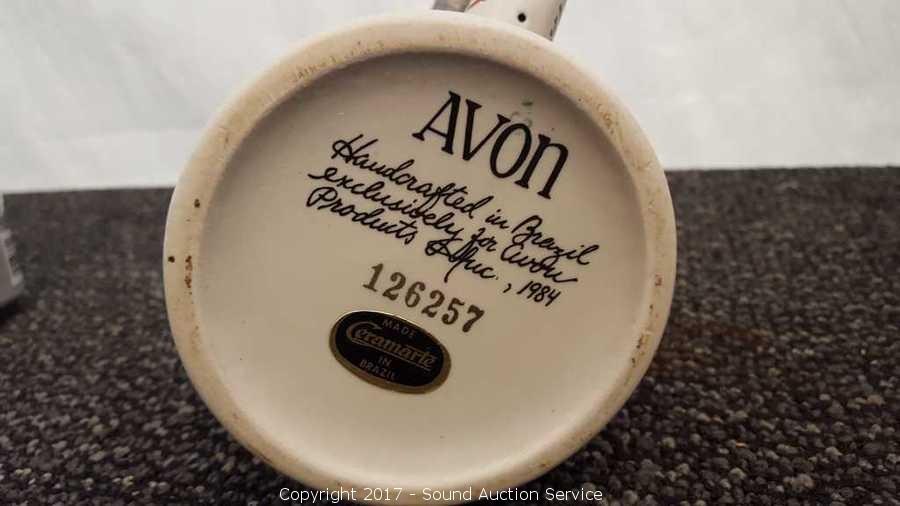 AVON
Handcrafted in Brazil
exclusively for Avon
Products Inc., 1984
126257
MADE
Ceramarte
IN
BRAZIL
Copyright 2017 - Sound Auction Service